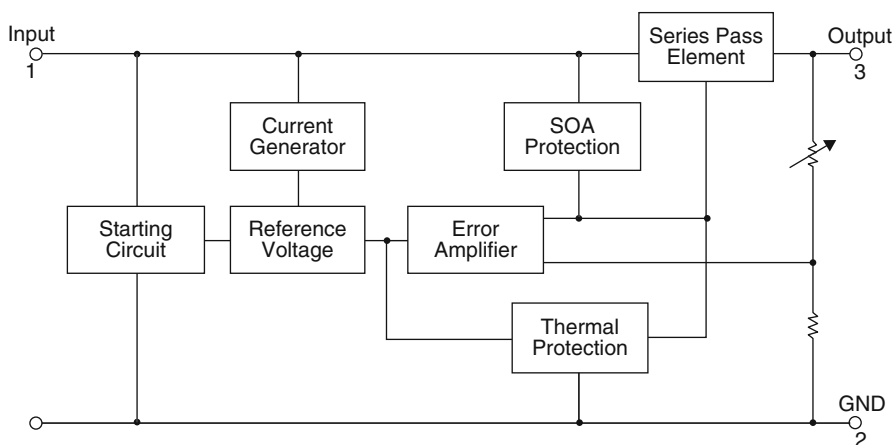 Input
1
Series Pass
Element
Output
3
Current
Generator
SOA
Protection
Starting
Circuit
Reference
Voltage
Error
Amplifier
Thermal
Protection
GND
2